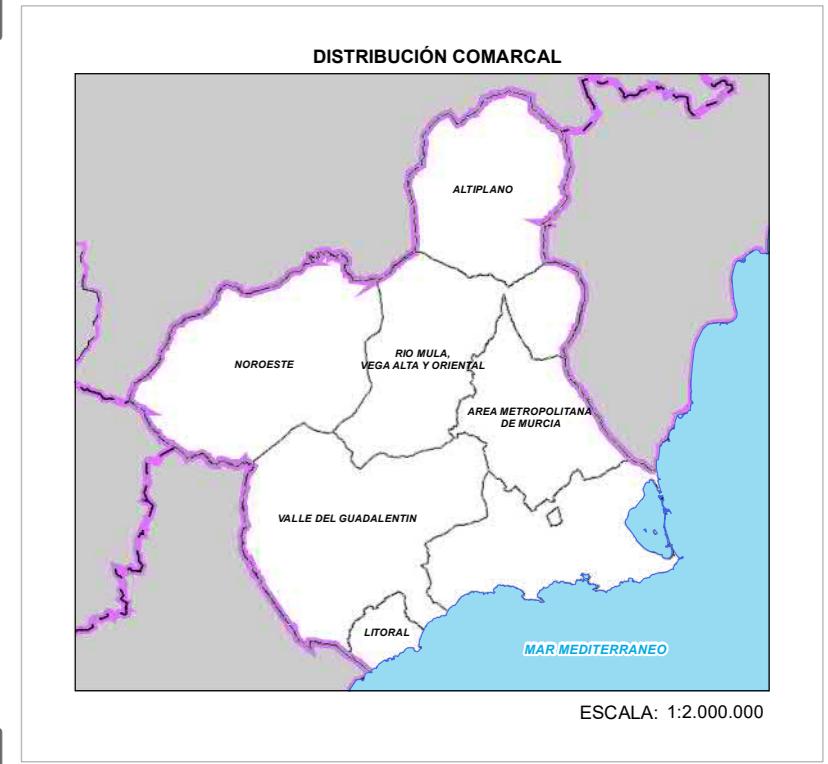 DISTRIBUCIÓN COMARCAL
ALTIPLANO
NOROESTE
RIO MULA,
VEGA ALTA Y ORIENTAL
AREA METROPOLITANA
DE MURCIA
VALLE DEL GUADALENTIN
LITORAL
MAR MEDITERRANEO
ESCALA: 1:2.000.000